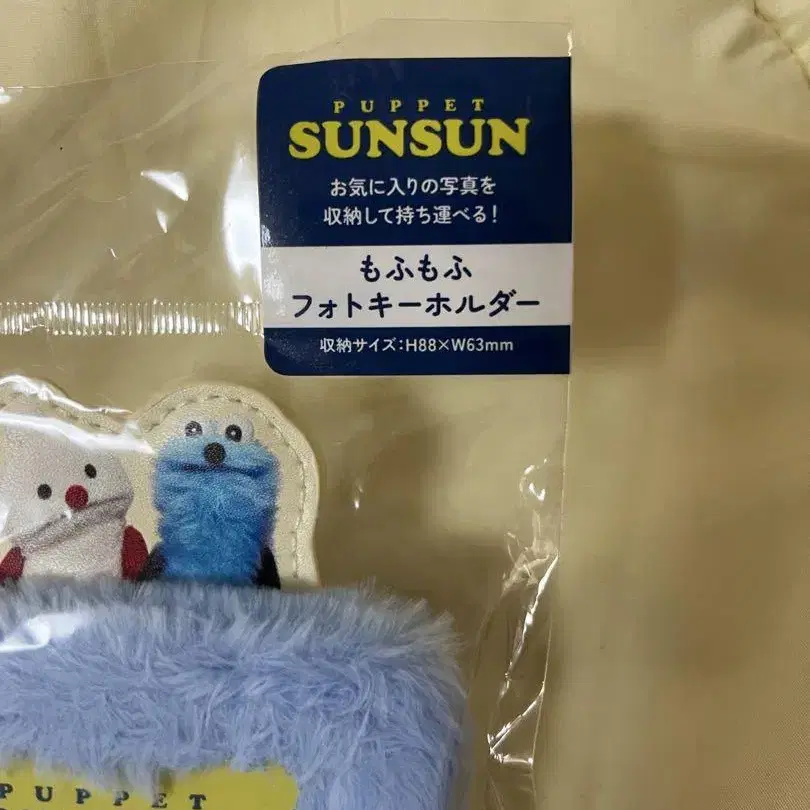 PUPPET
SUNSUN
お気に入りの写真を
収納して持ち運べる!
もふもふ
フォトキーホルダー
収納サイズ:H88×W63mm
PUPPET